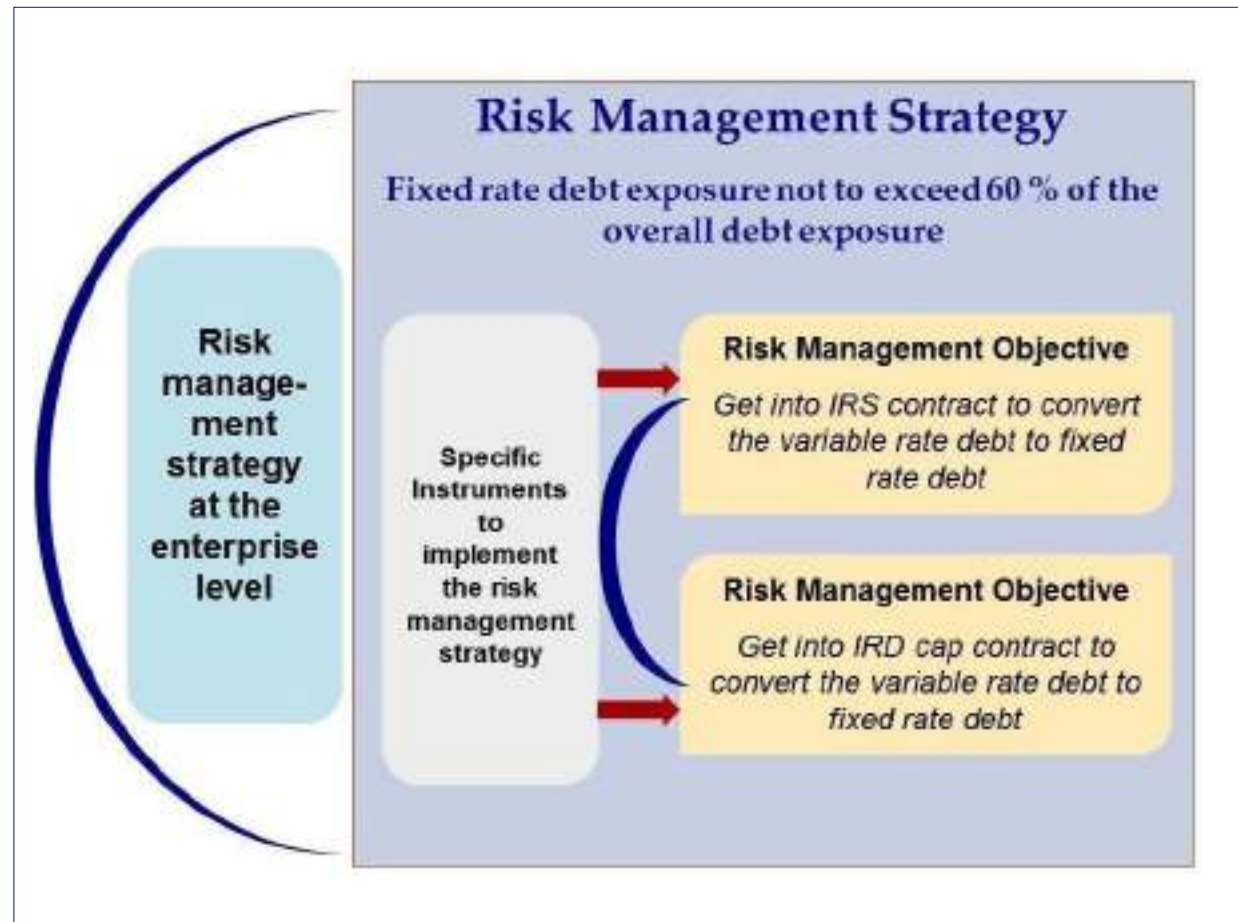 Risk Management Strategy
Fixed rate debt exposure not to exceed 60 % of the
overall debt exposure
Risk
manage-
ment
strategy
at the
enterprise
level
Specific
Instruments
to
implement
the risk
management
strategy
Risk Management Objective
Get into IRS contract to convert
the variable rate debt to fixed
rate debt
Risk Management Objective
Get into IRD cap contract to
convert the variable rate debt to
fixed rate debt